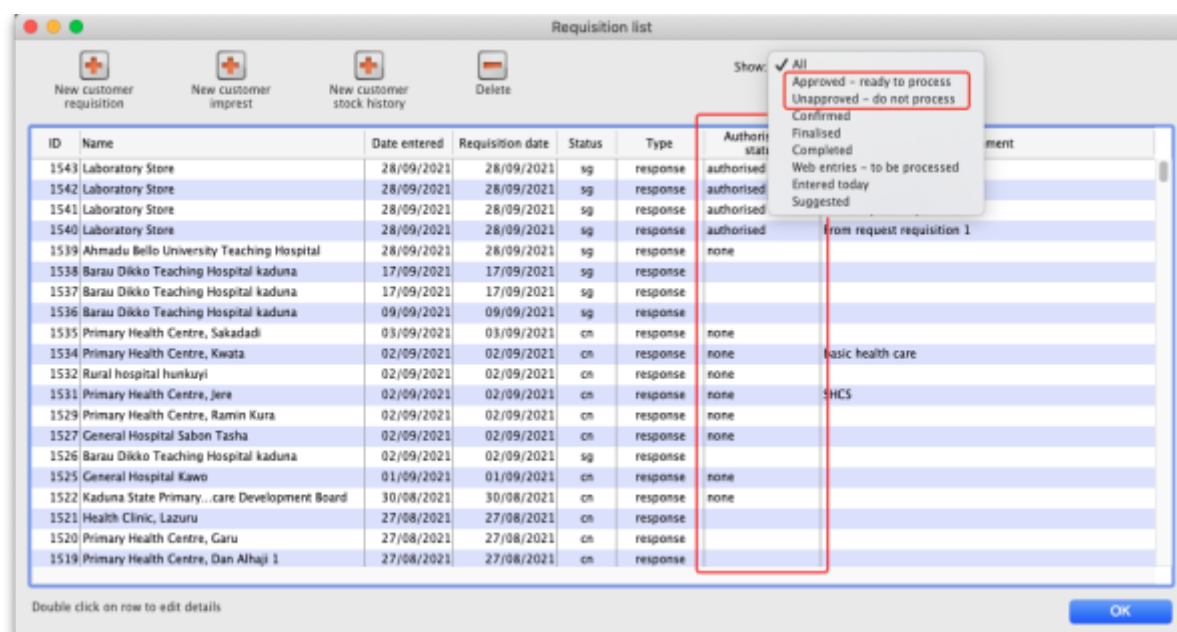 Requisition list
New customer requisition
New customer imprest
New customer stock history
Delete
Show: ✓ All
Approved – ready to process
Unapproved – do not process
Confirmed
Finalised
Completed
Web entries – to be processed
Entered today
Suggested
ID Name Date entered Requisition date Status Type Authoris stat ment
1543 Laboratory Store 28/09/2021 28/09/2021 sg response authorised
1542 Laboratory Store 28/09/2021 28/09/2021 sg response authorised
1541 Laboratory Store 28/09/2021 28/09/2021 sg response authorised
1540 Laboratory Store 28/09/2021 28/09/2021 sg response authorised From request requisition 1
1539 Ahmadu Bello University Teaching Hospital 28/09/2021 28/09/2021 sg response none
1538 Barau Dikko Teaching Hospital kaduna 17/09/2021 17/09/2021 sg response
1537 Barau Dikko Teaching Hospital kaduna 17/09/2021 17/09/2021 sg response
1536 Barau Dikko Teaching Hospital kaduna 09/09/2021 09/09/2021 sg response
1535 Primary Health Centre, Sakadadi 03/09/2021 03/09/2021 cn response none
1534 Primary Health Centre, Kwata 02/09/2021 02/09/2021 cn response none basic health care
1532 Rural hospital hunkuyi 02/09/2021 02/09/2021 cn response none
1531 Primary Health Centre, Jere 02/09/2021 02/09/2021 cn response none SHCS
1529 Primary Health Centre, Ramin Kura 02/09/2021 02/09/2021 cn response none
1527 General Hospital Sabon Tasha 02/09/2021 02/09/2021 cn response none
1526 Barau Dikko Teaching Hospital kaduna 02/09/2021 02/09/2021 sg response
1525 General Hospital Kawo 01/09/2021 01/09/2021 cn response none
1522 Kaduna State Primary...care Development Board 30/08/2021 30/08/2021 cn response none
1521 Health Clinic, Lazuru 27/08/2021 27/08/2021 cn response
1520 Primary Health Centre, Garu 27/08/2021 27/08/2021 cn response
1519 Primary Health Centre, Dan Alhaji 1 27/08/2021 27/08/2021 cn response
Double click on row to edit details
OK